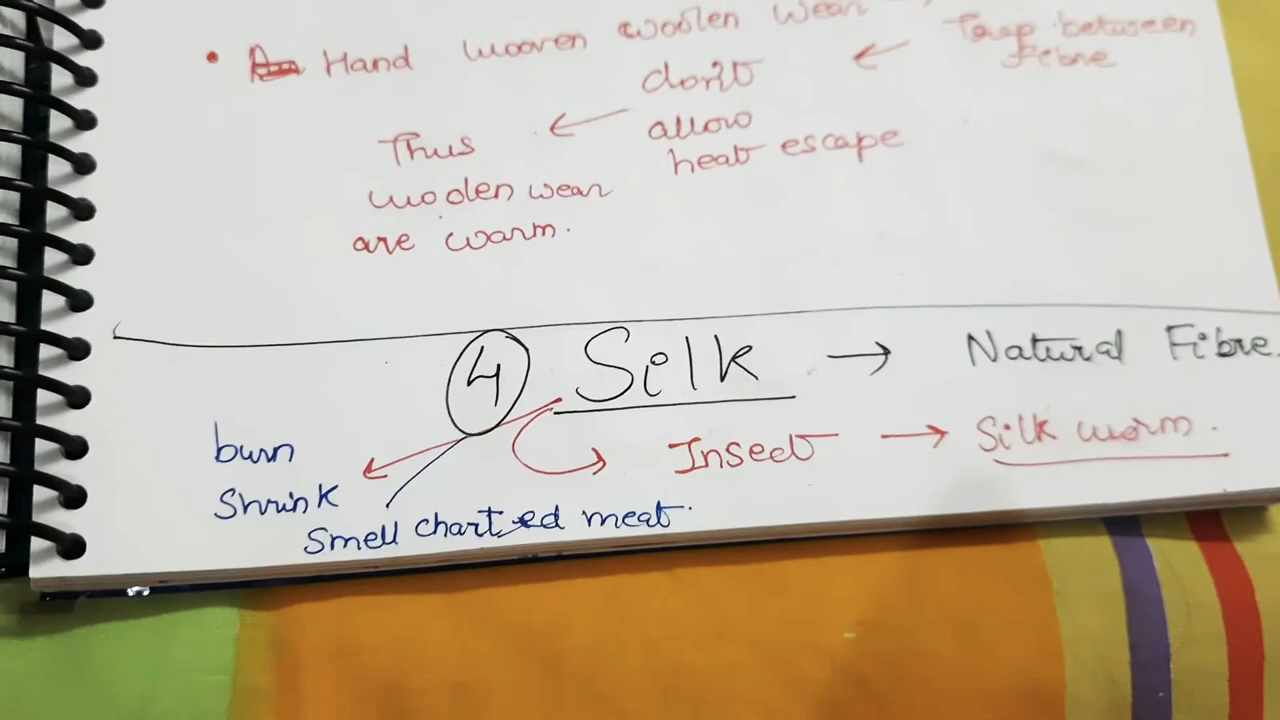 • Hand wooven woolen wear
Trap between
fibre
←
don't
allow
heat escape
←
Thus
woolen wear
are warm.
④ Silk → Natural Fibre.
Insect → Silk worm.
burn
Shrink
Smell charted meat.